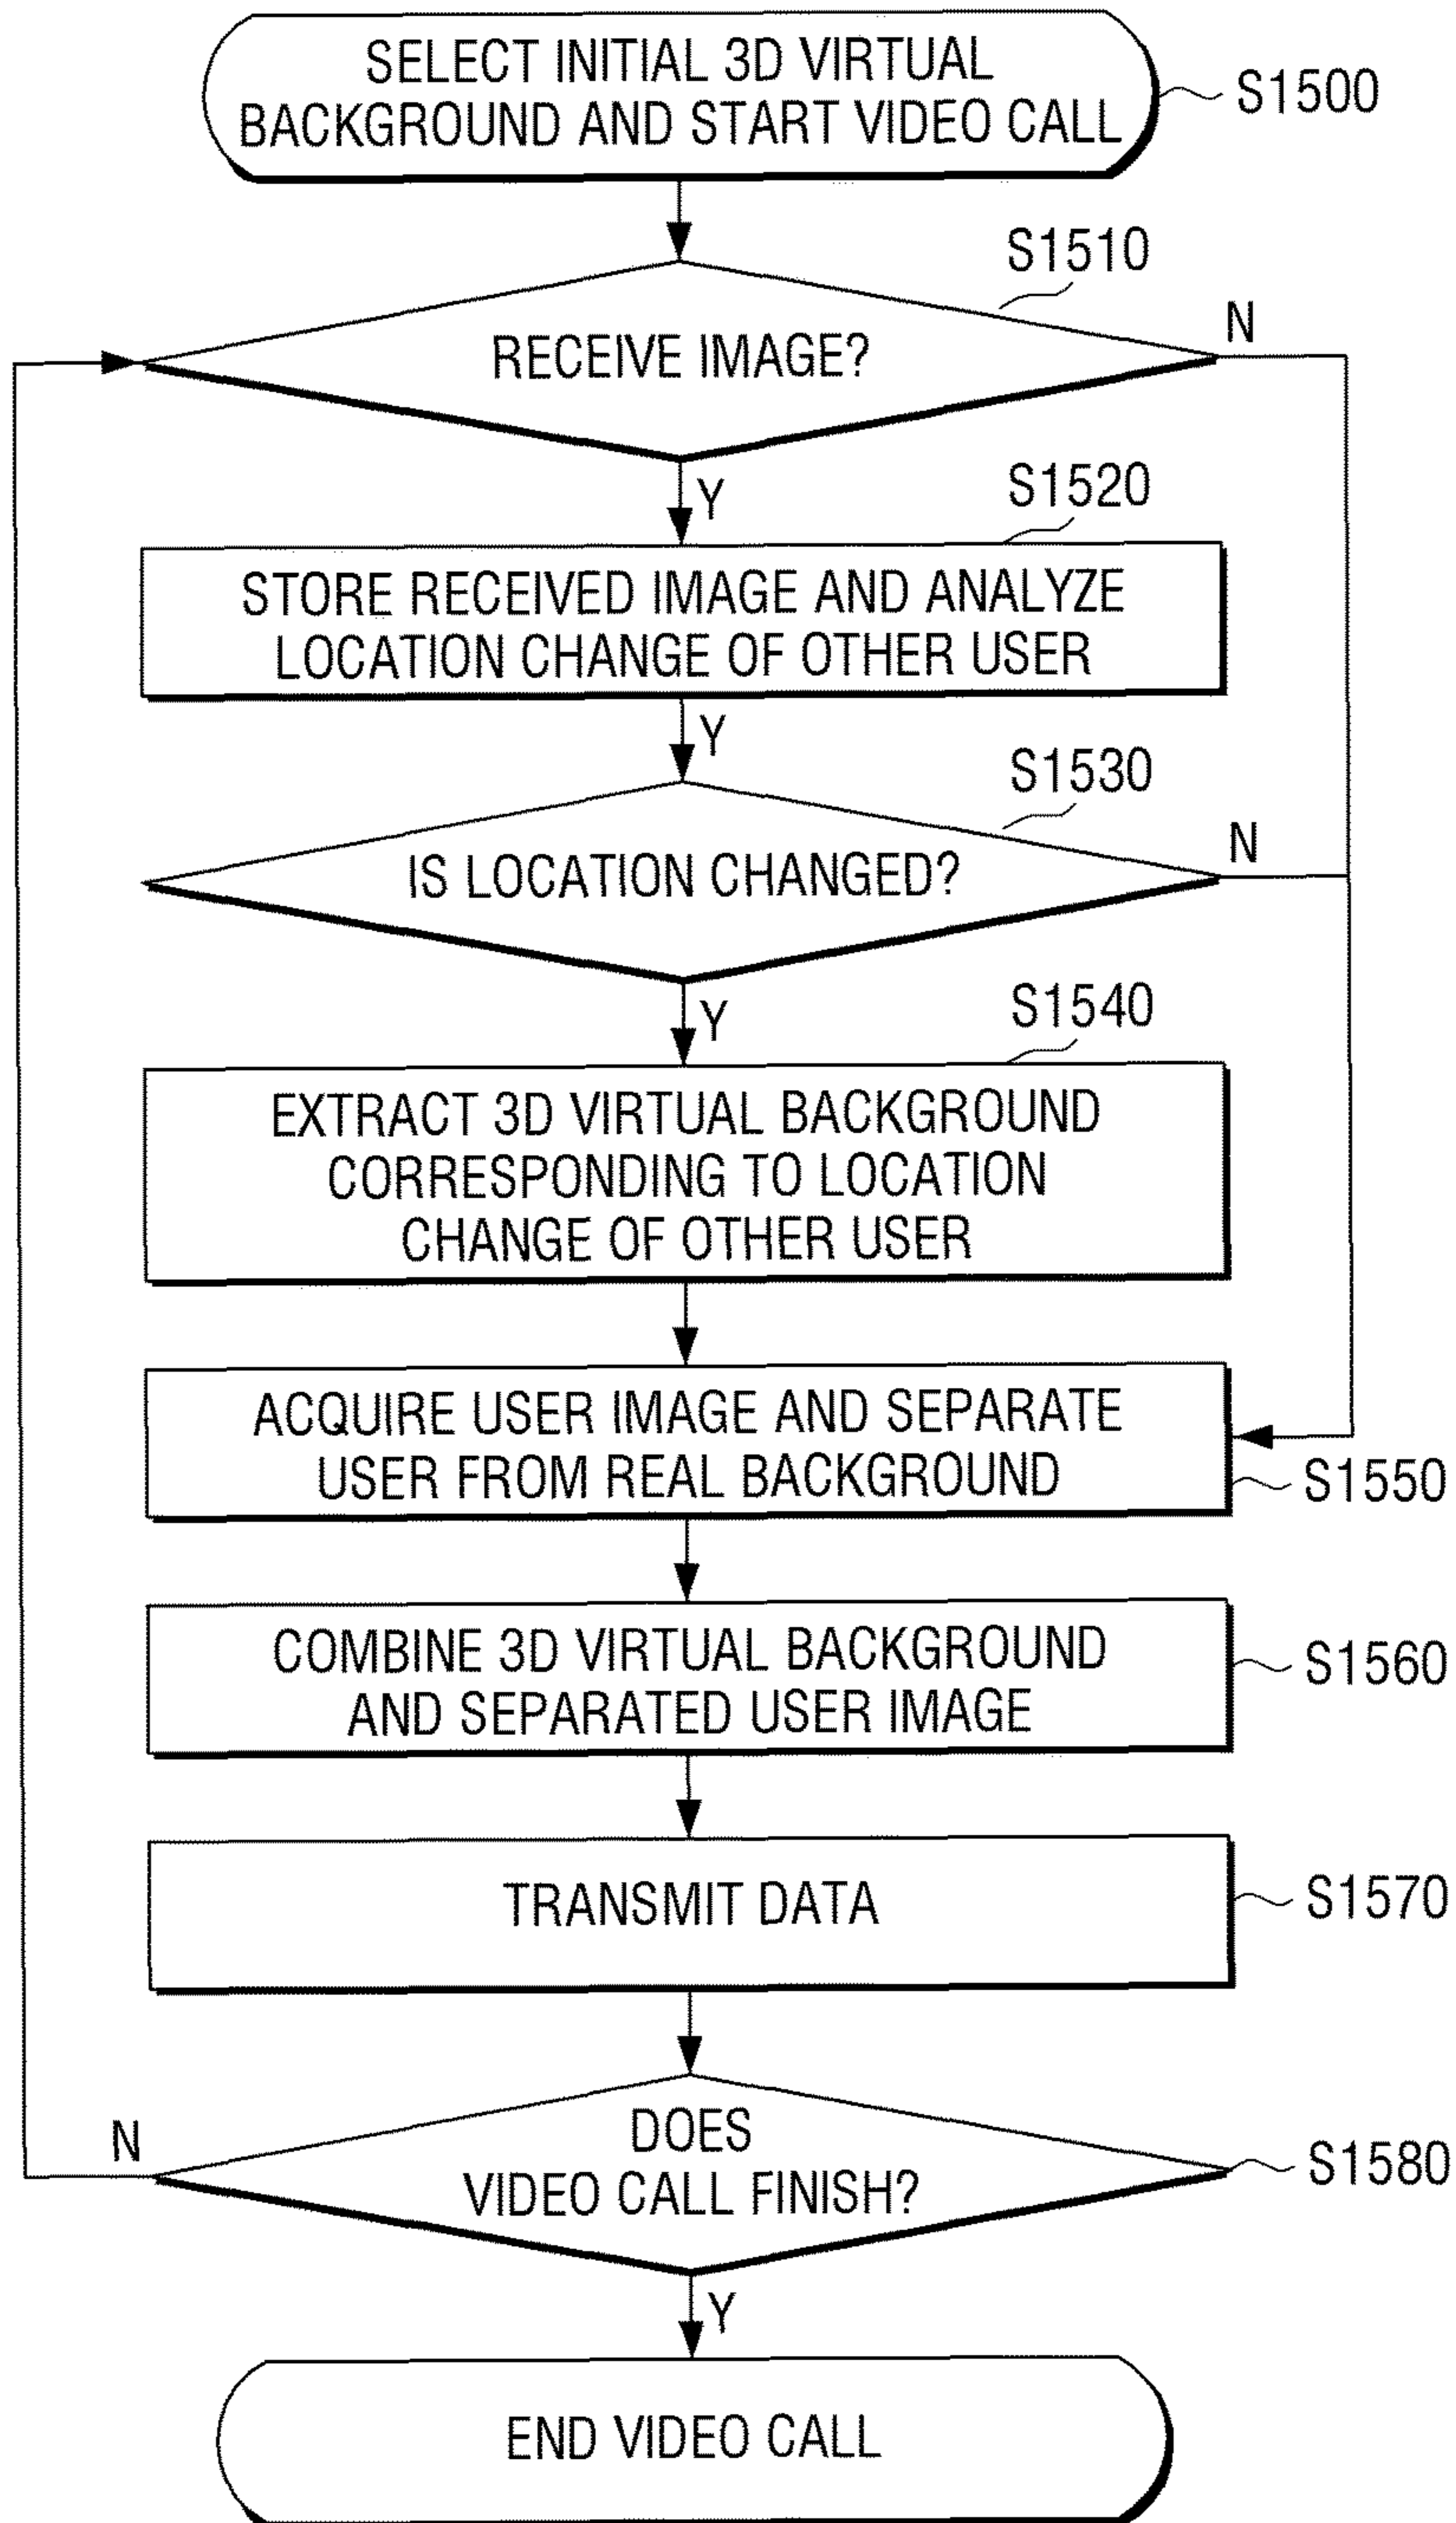 SELECT INITIAL 3D VIRTUAL
BACKGROUND AND START VIDEO CALL
S1500
S1510
RECEIVE IMAGE?
N
Y
S1520
STORE RECEIVED IMAGE AND ANALYZE
LOCATION CHANGE OF OTHER USER
Y
S1530
IS LOCATION CHANGED?
N
Y
S1540
EXTRACT 3D VIRTUAL BACKGROUND
CORRESPONDING TO LOCATION
CHANGE OF OTHER USER
ACQUIRE USER IMAGE AND SEPARATE
USER FROM REAL BACKGROUND
S1550
COMBINE 3D VIRTUAL BACKGROUND
AND SEPARATED USER IMAGE
S1560
TRANSMIT DATA
S1570
DOES
VIDEO CALL FINISH?
N
S1580
Y
END VIDEO CALL